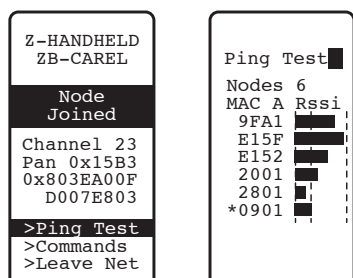 Z-HANDHELD
ZB-CAREL
Node
Joined
Channel 23
Pan 0x15B3
0x803EA00F
D007E803
>Ping Test
>Commands
>Leave Net
Ping Test
Nodes 6
MAC A Rssi
9FA1
E15F
E152
2001
2801
*0901